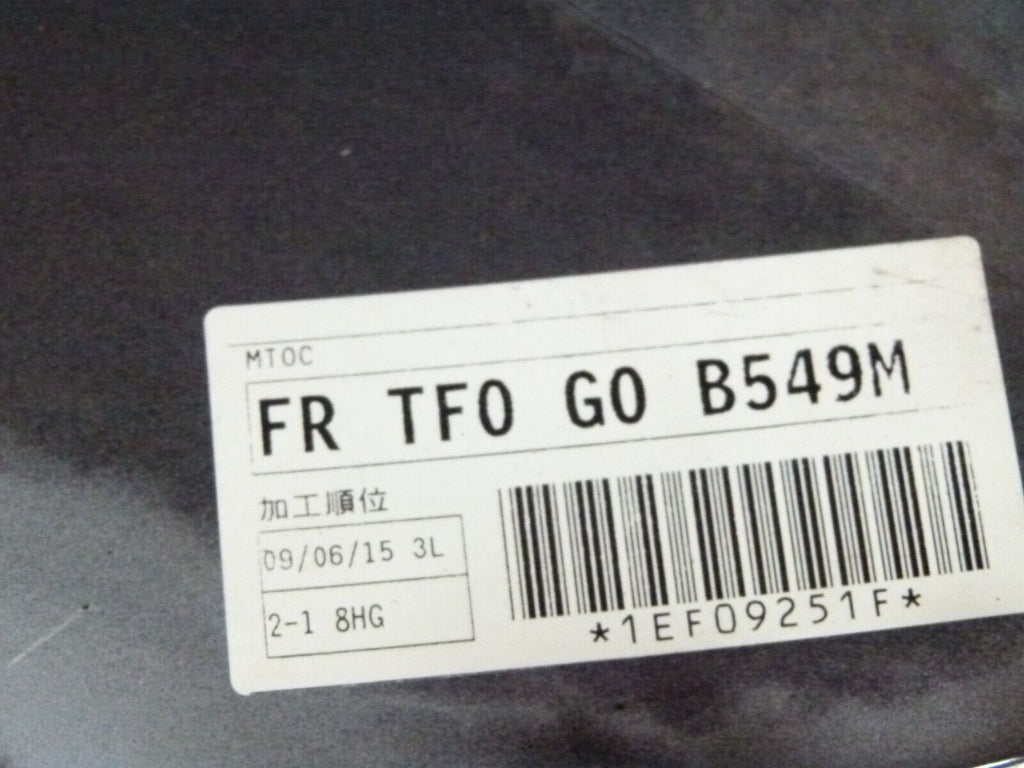 MTOC
FR TF0 G0 B549M
加工順位
09/06/15 3L
2-1 8HG
*1EF09251F*